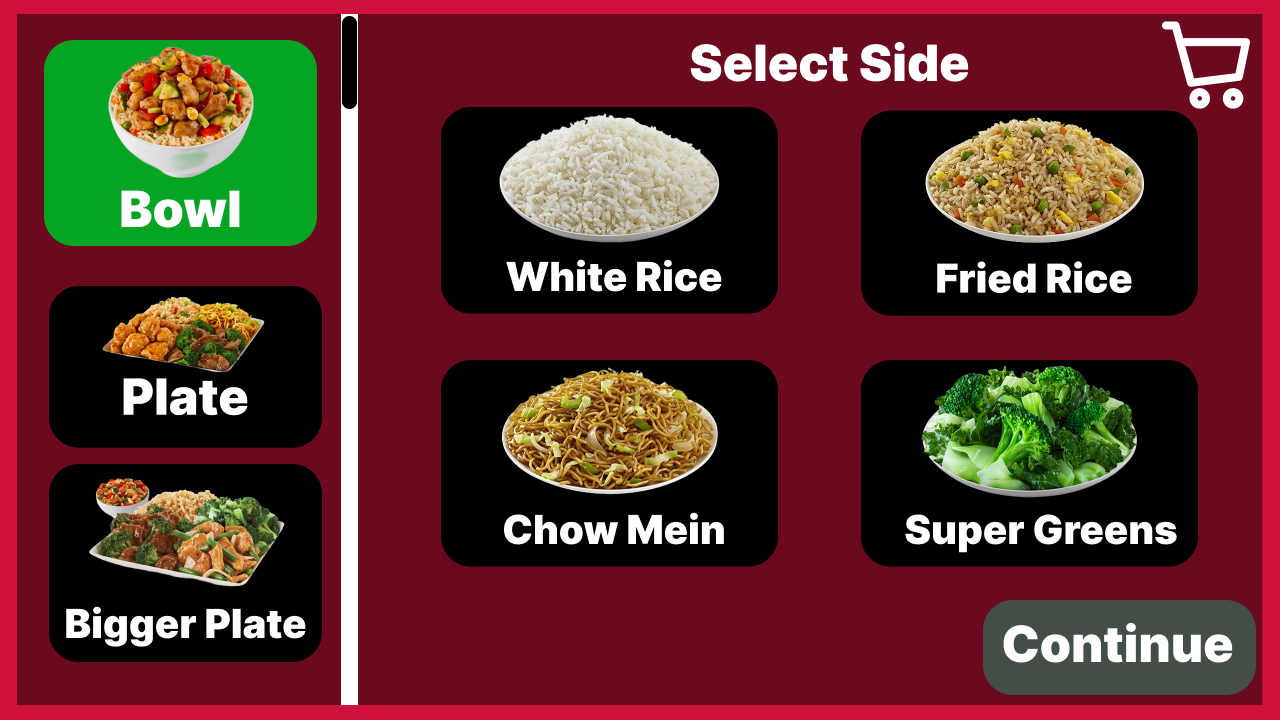 Bowl
Plate
Bigger Plate
Select Side
White Rice
Fried Rice
Chow Mein
Super Greens
Continue